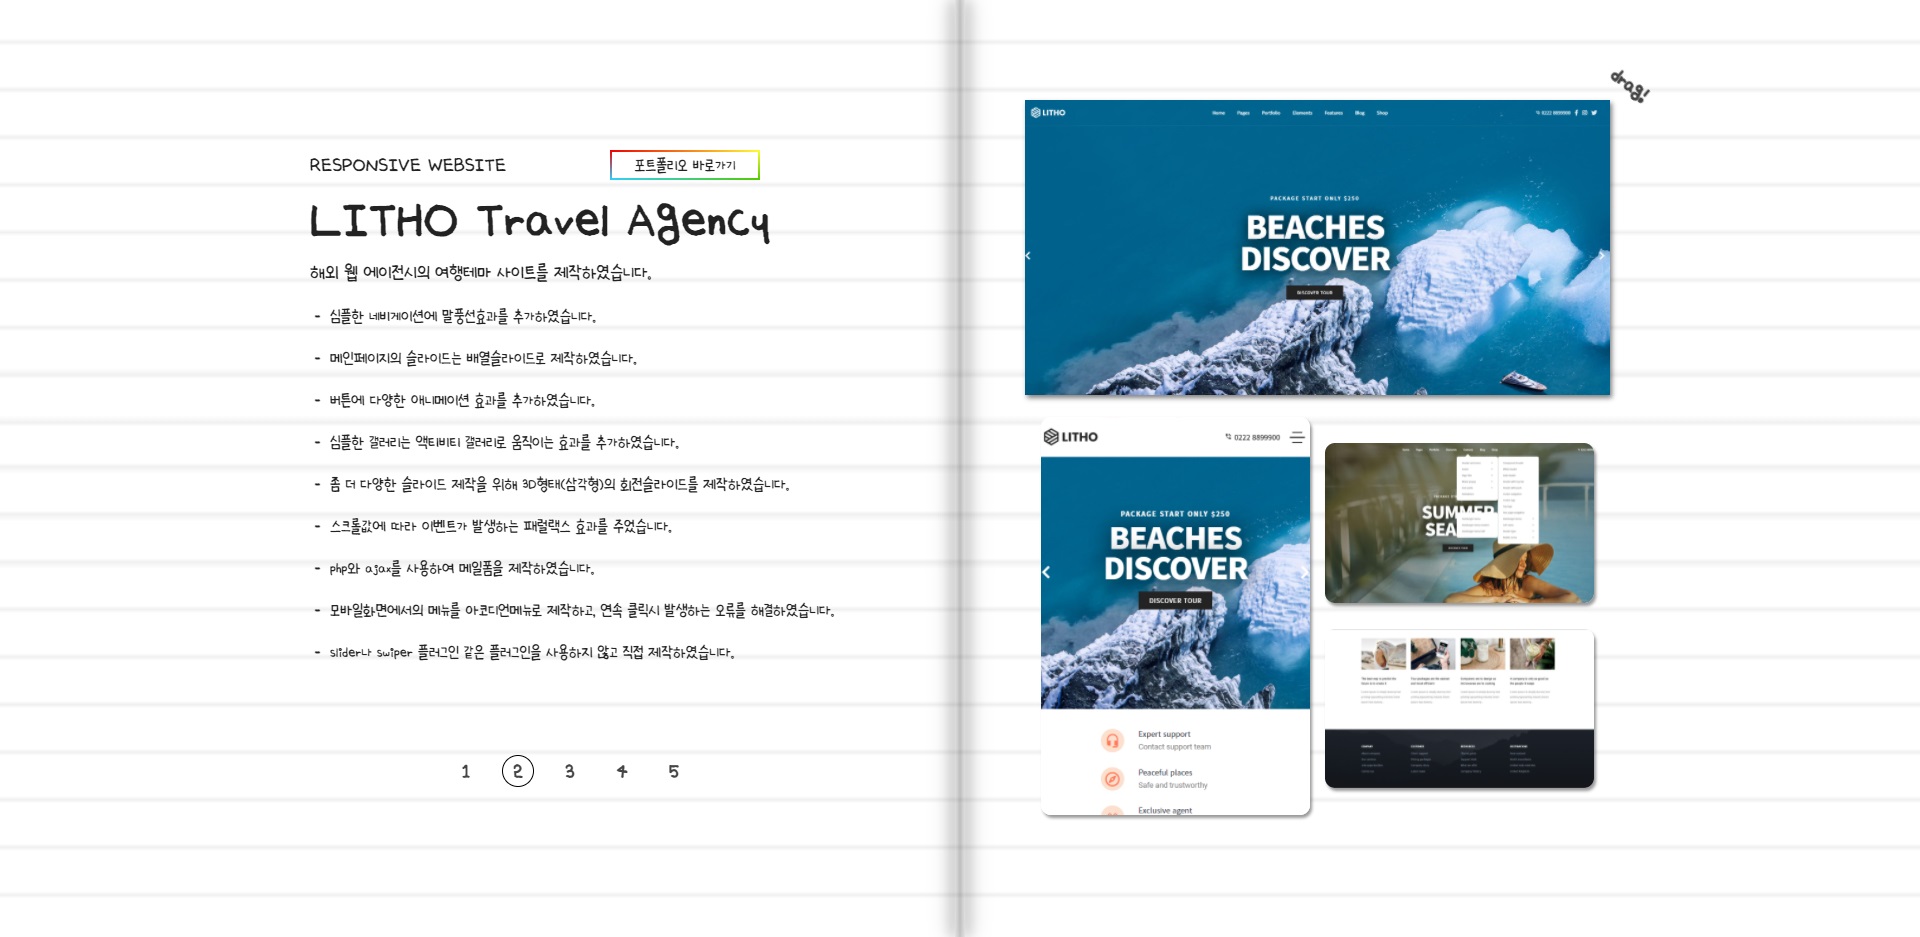 RESPONSIVE WEBSITE
포트폴리오 바로가기
LITHO Travel Agency
해외 웹 에이전시의 여행테마 사이트를 제작하였습니다.
- 심플한 네비게이션에 말풍선효과를 추가하였습니다.
- 메인페이지의 슬라이드는 배열슬라이드로 제작하였습니다.
- 버튼에 다양한 애니메이션 효과를 추가하였습니다.
- 심플한 갤러리는 액티비티 갤러리로 움직이는 효과를 추가하였습니다.
- 좀 더 다양한 슬라이드 제작을 위해 3D형태(삼각형)의 회전슬라이드를 제작하였습니다.
- 스크롤값에 따라 이벤트가 발생하는 패럴랙스 효과를 주었습니다.
- php와 ajax를 사용하여 메일폼을 제작하였습니다.
- 모바일화면에서의 메뉴를 아코디언메뉴로 제작하고, 연속 클릭시 발생하는 오류를 해결하였습니다.
- slider나 swiper 플러그인 같은 플러그인을 사용하지 않고 직접 제작하였습니다.
1 2 3 4 5
drag!
LITHO
Home Pages Portfolio Elements Features Blog Shop
0222 8899900
PACKAGE START ONLY $250
BEACHES
DISCOVER
DISCOVER TOUR
LITHO
0222 8899900
PACKAGE START ONLY $250
BEACHES
DISCOVER
DISCOVER TOUR
Expert support
Contact support team
Peaceful places
Safe and trustworthy
Exclusive agent
SUMMER